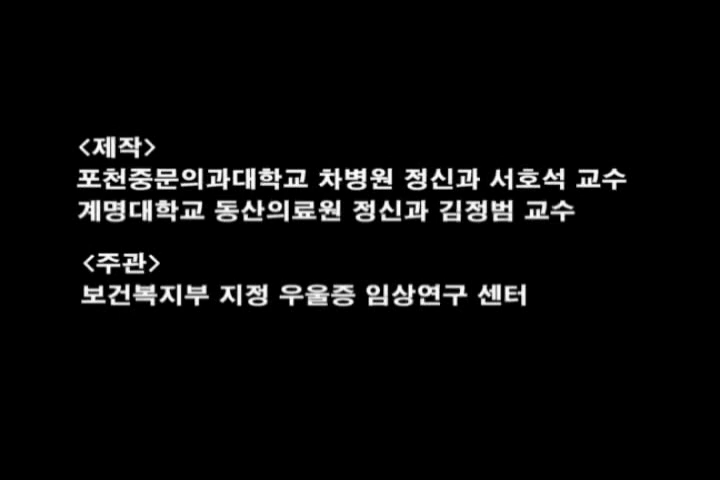 <제작>
포천중문의과대학교 차병원 정신과 서호석 교수
계명대학교 동산의료원 정신과 김정범 교수
<주관>
보건복지부 지정 우울증 임상연구 센터